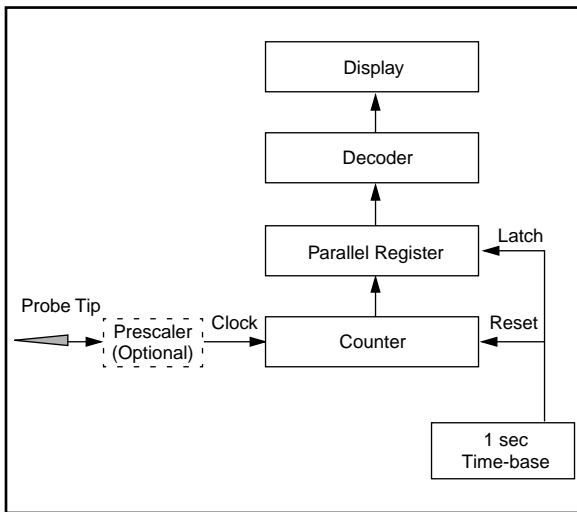 Display
Decoder
Latch
Parallel Register
Probe Tip
Prescaler
(Optional)
Clock
Counter
Reset
1 sec
Time-base